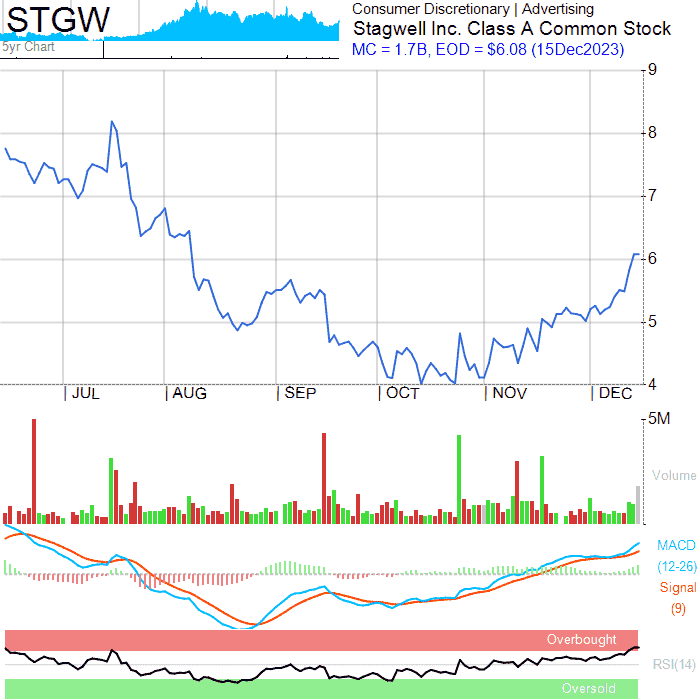 STGW
5yr Chart
Consumer Discretionary | Advertising
Stagwell Inc. Class A Common Stock
MC = 1.7B, EOD = $6.08 (15Dec2023)
9
8
7
6
5
4
JUL AUG SEP OCT NOV DEC
5M
Volume
MACD
(12-26)
Signal
(9)
Overbought
RSI(14)
Oversold